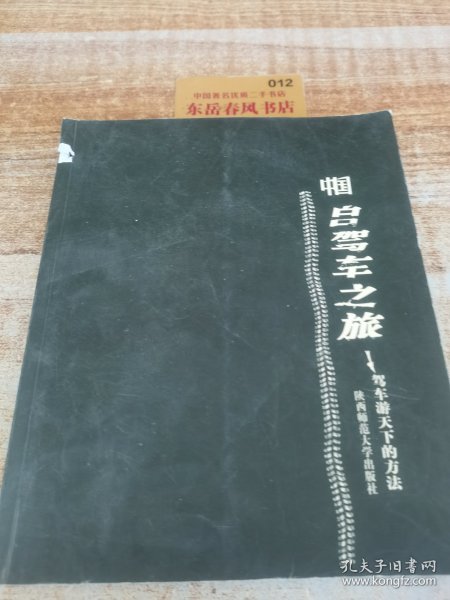 012
中国著名优质二手书店
东岳春风书店
中国
自驾车之旅
驾车游天下的方法
陕西师范大学出版社
孔夫子旧书网
www.kongfz.com